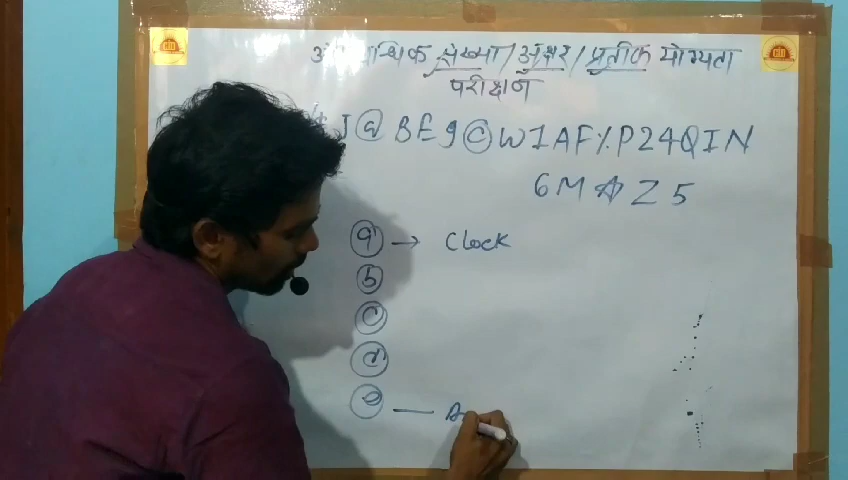 संख्या / अक्षर / प्रतीक योग्यता
परीक्षण
J @ B E 9 © W 1 A F % P 2 4 Q I N
6 M ☆ Z 5
ⓐ → Clock
ⓑ
ⓒ
ⓓ
ⓔ — A